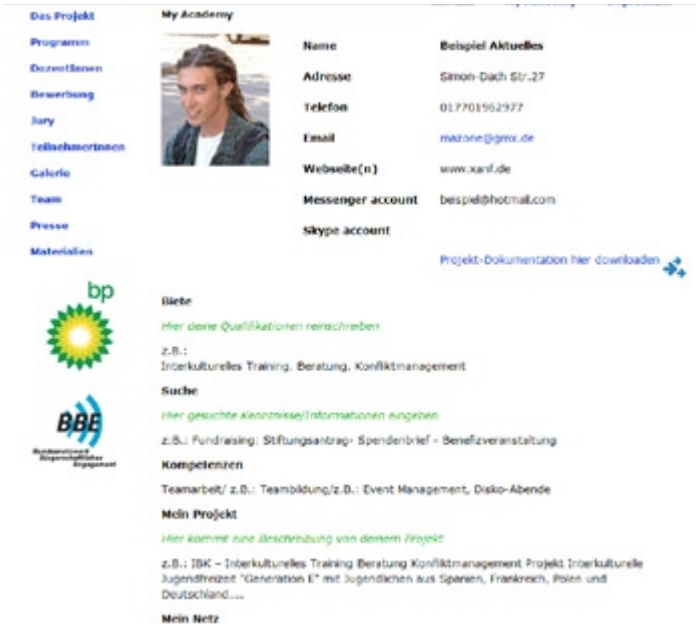 Das Projekt
Programm
DozentInnen
Bewerbung
Jury
TeilnehmerInnen
Galerie
Team
Presse
Materialien
bp
BBE
Bundesnetzwerk
Bürgerschaftliches
Engagement
My Academy
Name Beispiel Aktuelles
Adresse Simon-Dach Str.27
Telefon 017701962977
Email mazone@gmx.de
Webseite(n) www.xanf.de
Messenger account beispiel@hotmail.com
Skype account
Projekt-Dokumentation hier downloaden
Biete
Hier deine Qualifikationen reinschreiben
z.B.:
Interkulturelles Training, Beratung, Konfliktmanagement
Suche
Hier gesuchte Kenntnisse/Informationen eingeben
z.B.: Fundraising: Stiftungsantrag- Spendenbrief - Benefizveranstaltung
Kompetenzen
Teamarbeit/ z.B.: Teambildung/z.B.: Event Management, Disko-Abende
Mein Projekt
Hier kommt eine Beschreibung von deinem Projekt
z.B.: IBK – Interkulturelles Training Beratung Konfliktmanagement Projekt Interkulturelle
Jugendfreizeit "Generation E" mit Jugendlichen aus Spanien, Frankreich, Polen und
Deutschland....
Mein Netz